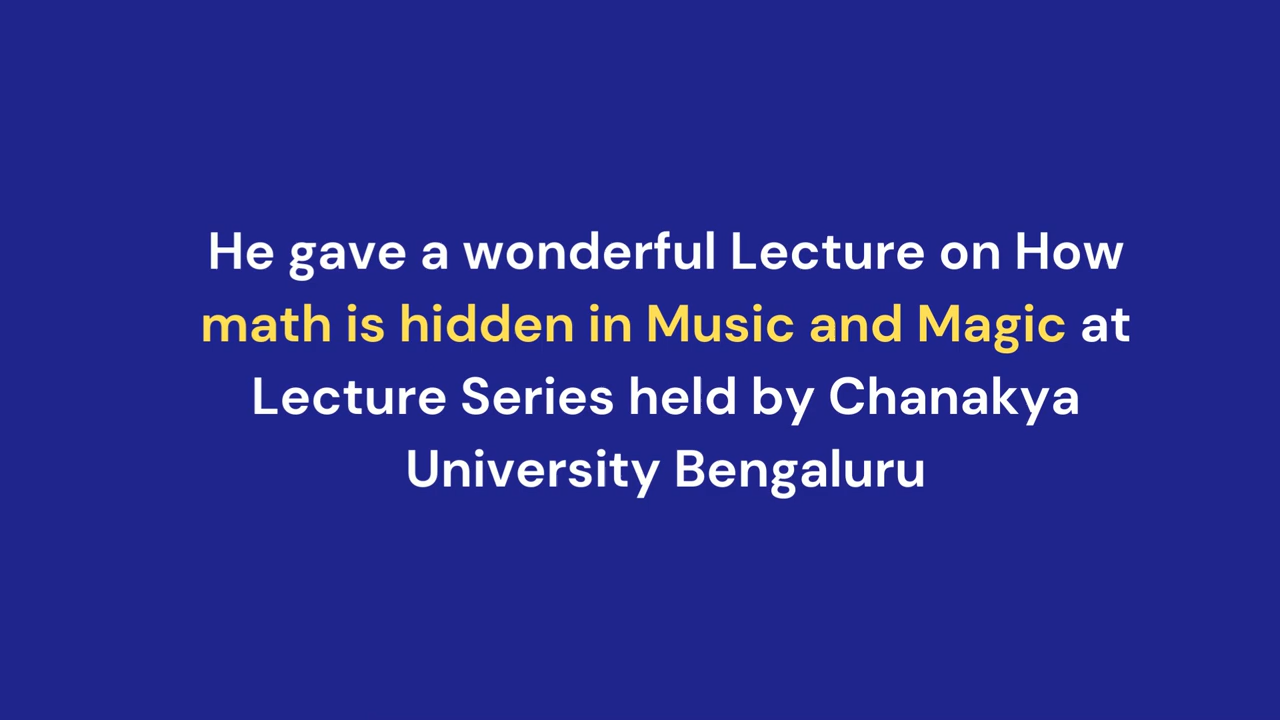 He gave a wonderful Lecture on How
math is hidden in Music and Magic at
Lecture Series held by Chanakya
University Bengaluru